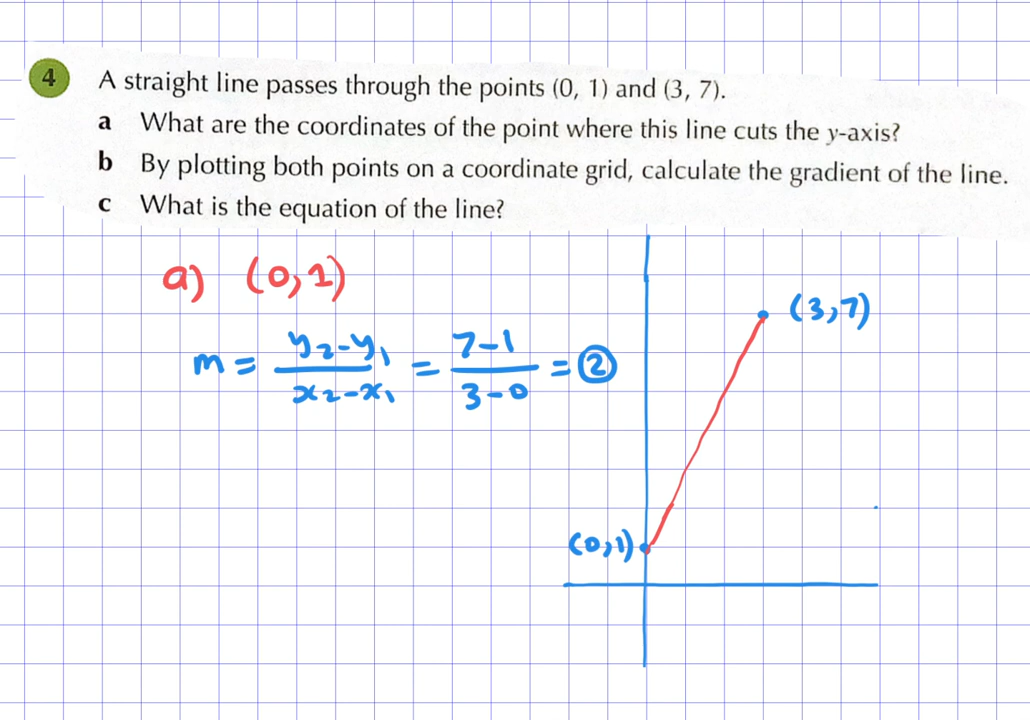 4 A straight line passes through the points (0, 1) and (3, 7).
a What are the coordinates of the point where this line cuts the y-axis?
b By plotting both points on a coordinate grid, calculate the gradient of the line.
c What is the equation of the line?
a) (0,1)
m = y₂-y₁ / x₂-x₁ = 7-1 / 3-0 = 2
(3,7)
(0,1)